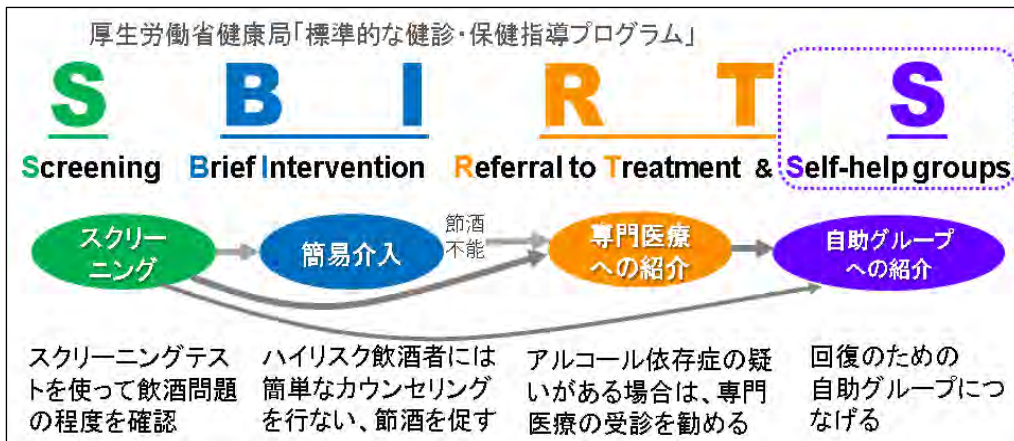 厚生労働省健康局「標準的な健診・保健指導プログラム」
S B I R T S
Screening Brief Intervention Referral to Treatment & Self-help groups
スクリー
ニング
簡易介入
節酒
不能
専門医療
への紹介
自助グループ
への紹介
スクリーニングテス
トを使って飲酒問題
の程度を確認
ハイリスク飲酒者には
簡単なカウンセリング
を行ない、節酒を促す
アルコール依存症の疑
いがある場合は、専門
医療の受診を勧める
回復のための
自助グループにつ
なげる